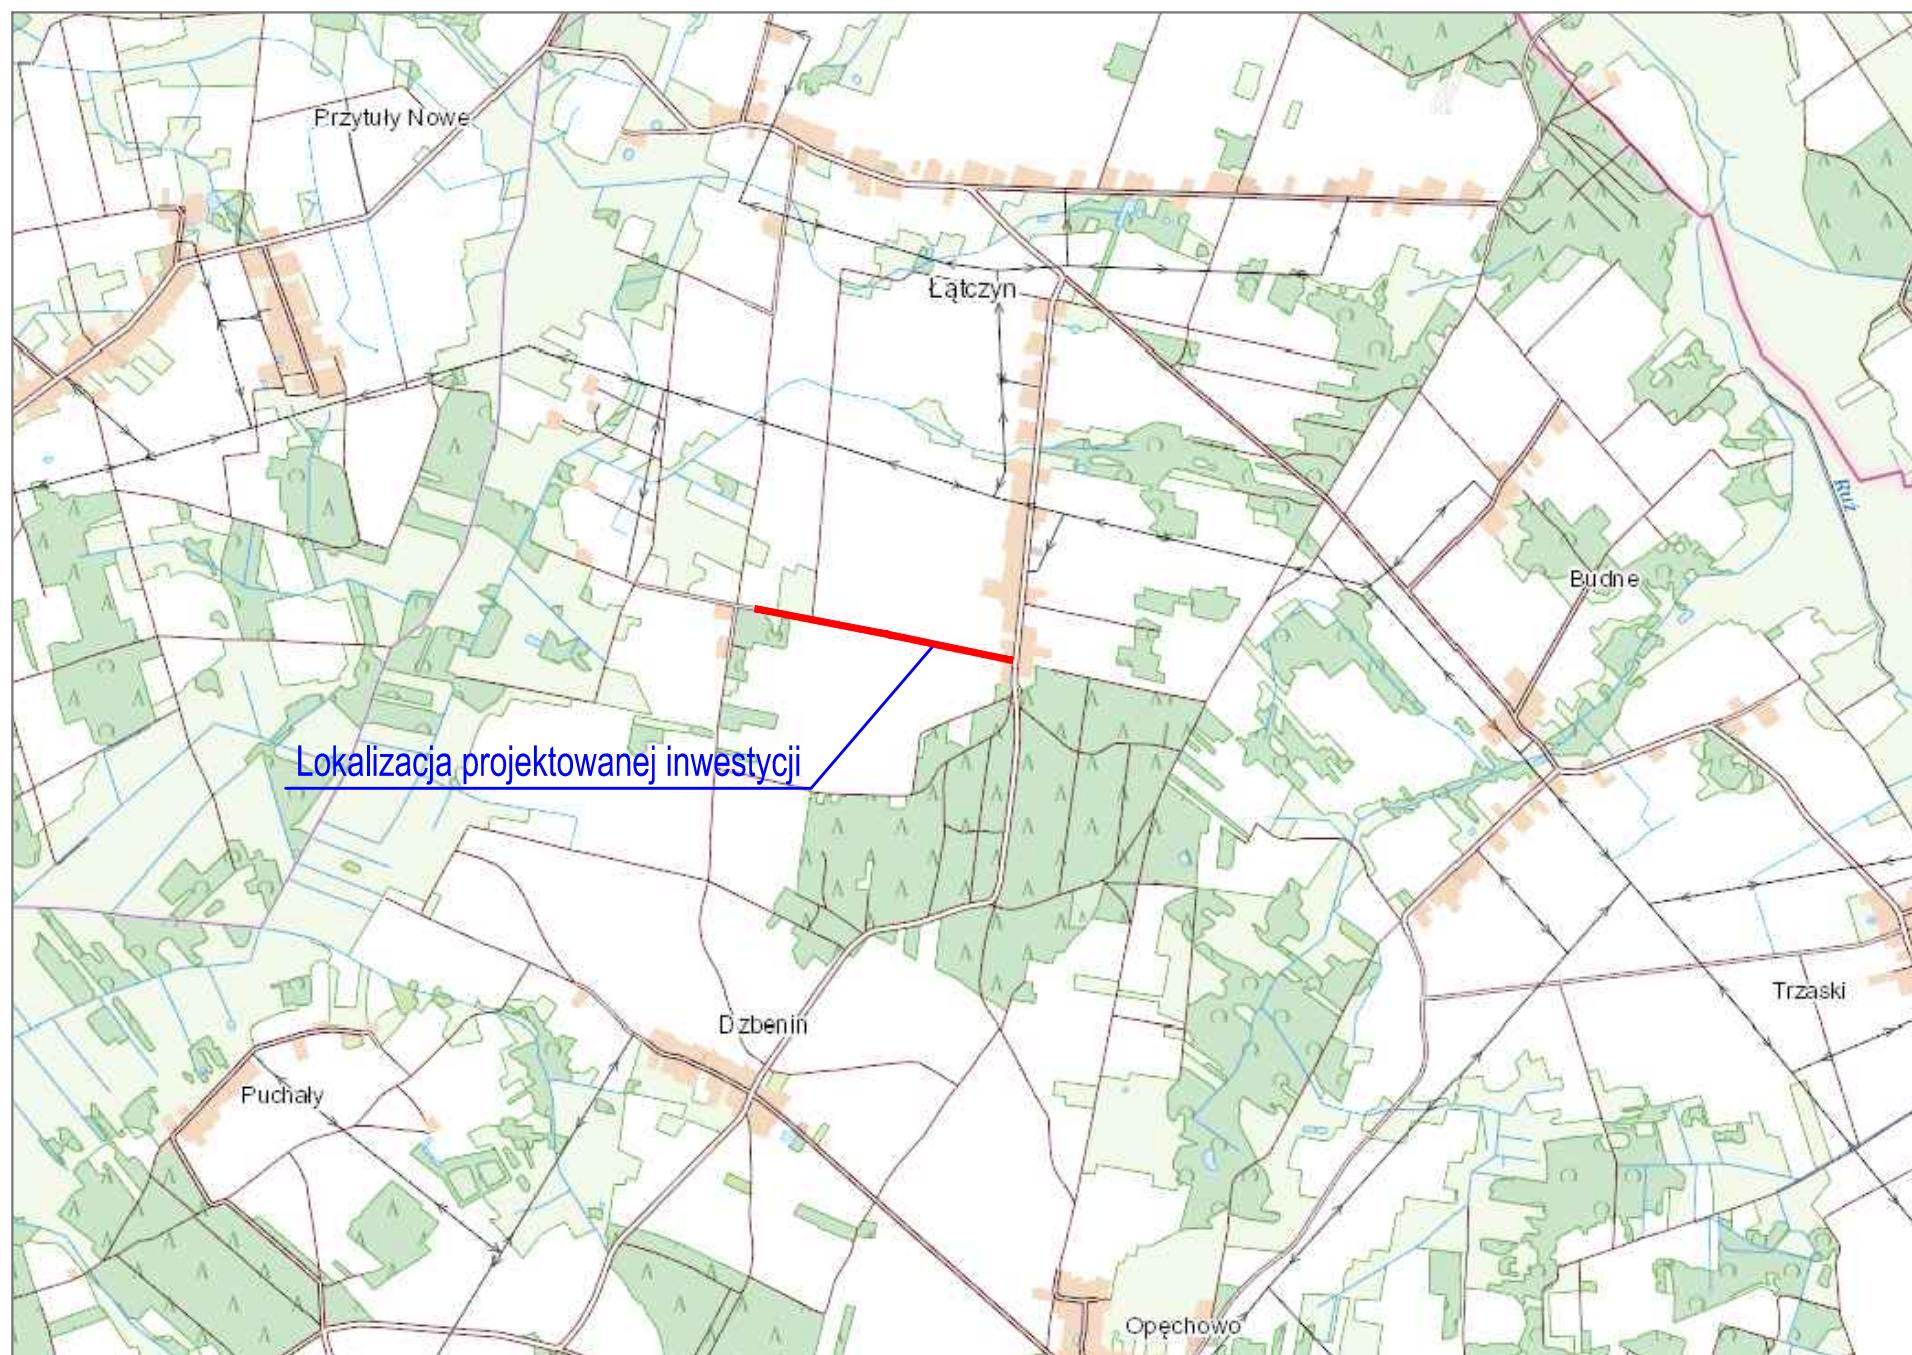 Przytuły Nowe
Łątczyn
Ruż
Budne
Lokalizacja projektowanej inwestycji
Trzaski
Dzbenin
Puchały
Opęchowo